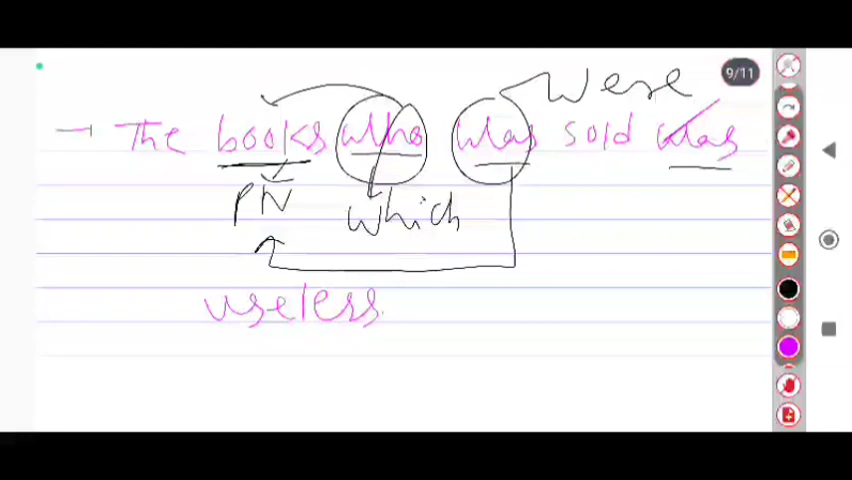 9/11
were
→ The books who was sold was
PN which
useless.